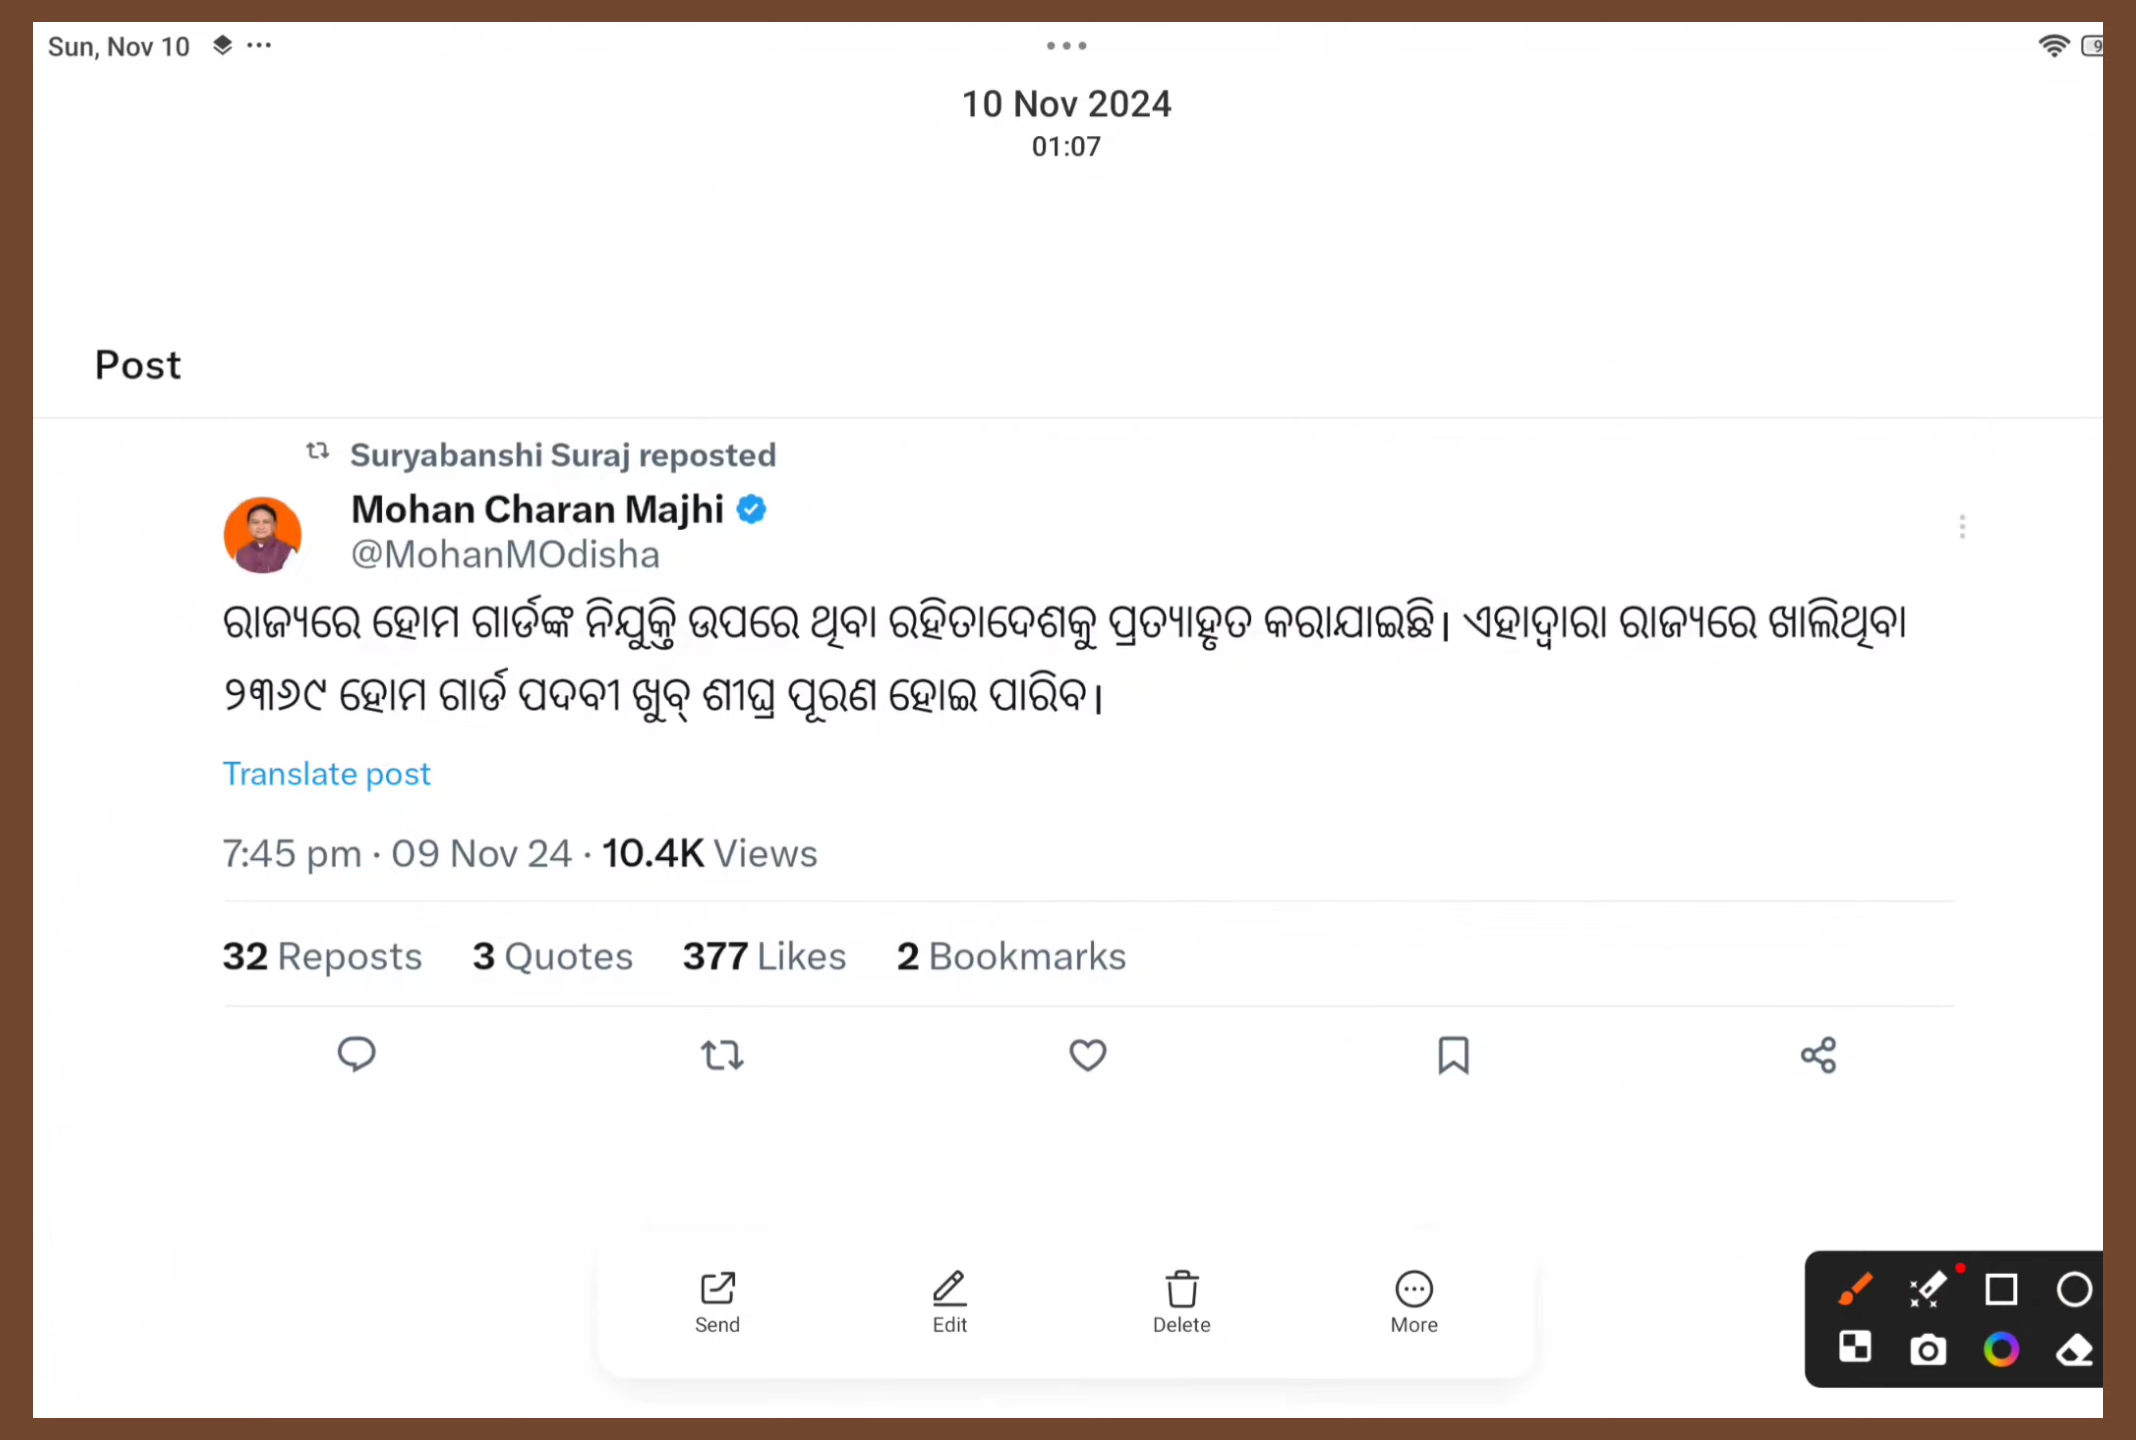 Sun, Nov 10
10 Nov 2024
01:07
Post
Suryabanshi Suraj reposted
Mohan Charan Majhi
@MohanMOdisha
ରାଜ୍ୟରେ ହୋମ ଗାର୍ଡଙ୍କ ନିଯୁକ୍ତି ଉପରେ ଥିବା ରହିତାଦେଶକୁ ପ୍ରତ୍ୟାହୃତ କରାଯାଇଛି। ଏହାଦ୍ୱାରା ରାଜ୍ୟରେ ଖାଲିଥିବା
୨୩୬୯ ହୋମ ଗାର୍ଡ ପଦବୀ ଖୁବ୍ ଶୀଘ୍ର ପୂରଣ ହୋଇ ପାରିବ।
Translate post
7:45 pm · 09 Nov 24 · 10.4K Views
32 Reposts 3 Quotes 377 Likes 2 Bookmarks
Send Edit Delete More